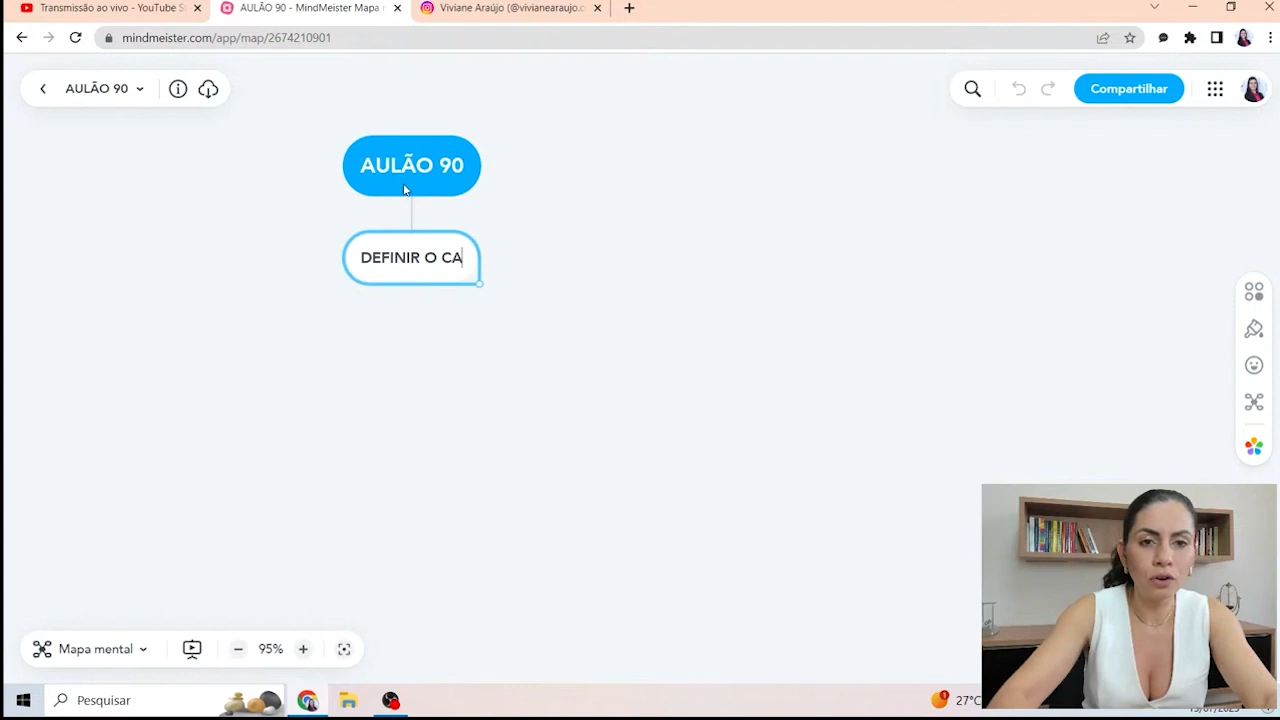 Transmissão ao vivo - YouTube S
AULÃO 90 - MindMeister Mapa
Viviane Araújo (@vivianearaujo.c
mindmeister.com/app/map/2674210901
AULÃO 90
Compartilhar
AULÃO 90
DEFINIR O CA
Mapa mental
95%
Pesquisar
1
27°C